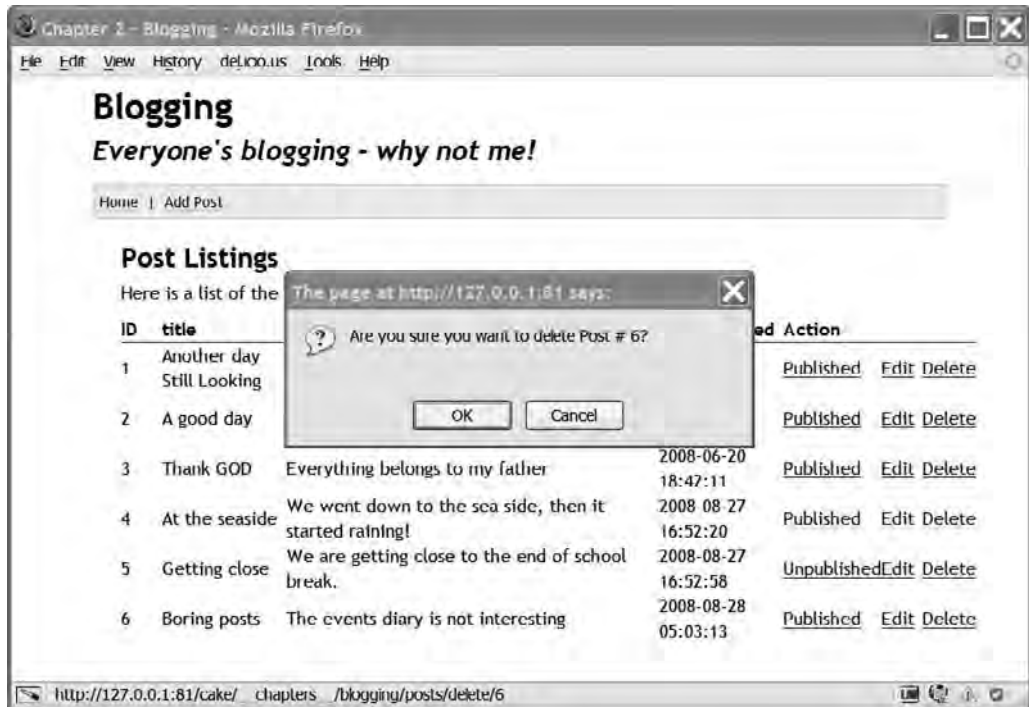 Chapter 2 - Blogging - Mozilla Firefox
File Edit View History del.icio.us Tools Help
Blogging
Everyone's blogging - why not me!
Home | Add Post
Post Listings
Here is a list of the
The page at http://127.0.0.1:81 says:
Are you sure you want to delete Post # 6?
OK Cancel
ID title ed Action
1 Another day Still Looking Published Edit Delete
2 A good day Published Edit Delete
3 Thank GOD Everything belongs to my father 2008-06-20 18:47:11 Published Edit Delete
4 At the seaside We went down to the sea side, then it started raining! 2008-08-27 16:52:20 Published Edit Delete
5 Getting close We are getting close to the end of school break. 2008-08-27 16:52:58 Unpublished Edit Delete
6 Boring posts The events diary is not interesting 2008-08-28 05:03:13 Published Edit Delete
http://127.0.0.1:81/cake/__chapters__/blogging/posts/delete/6